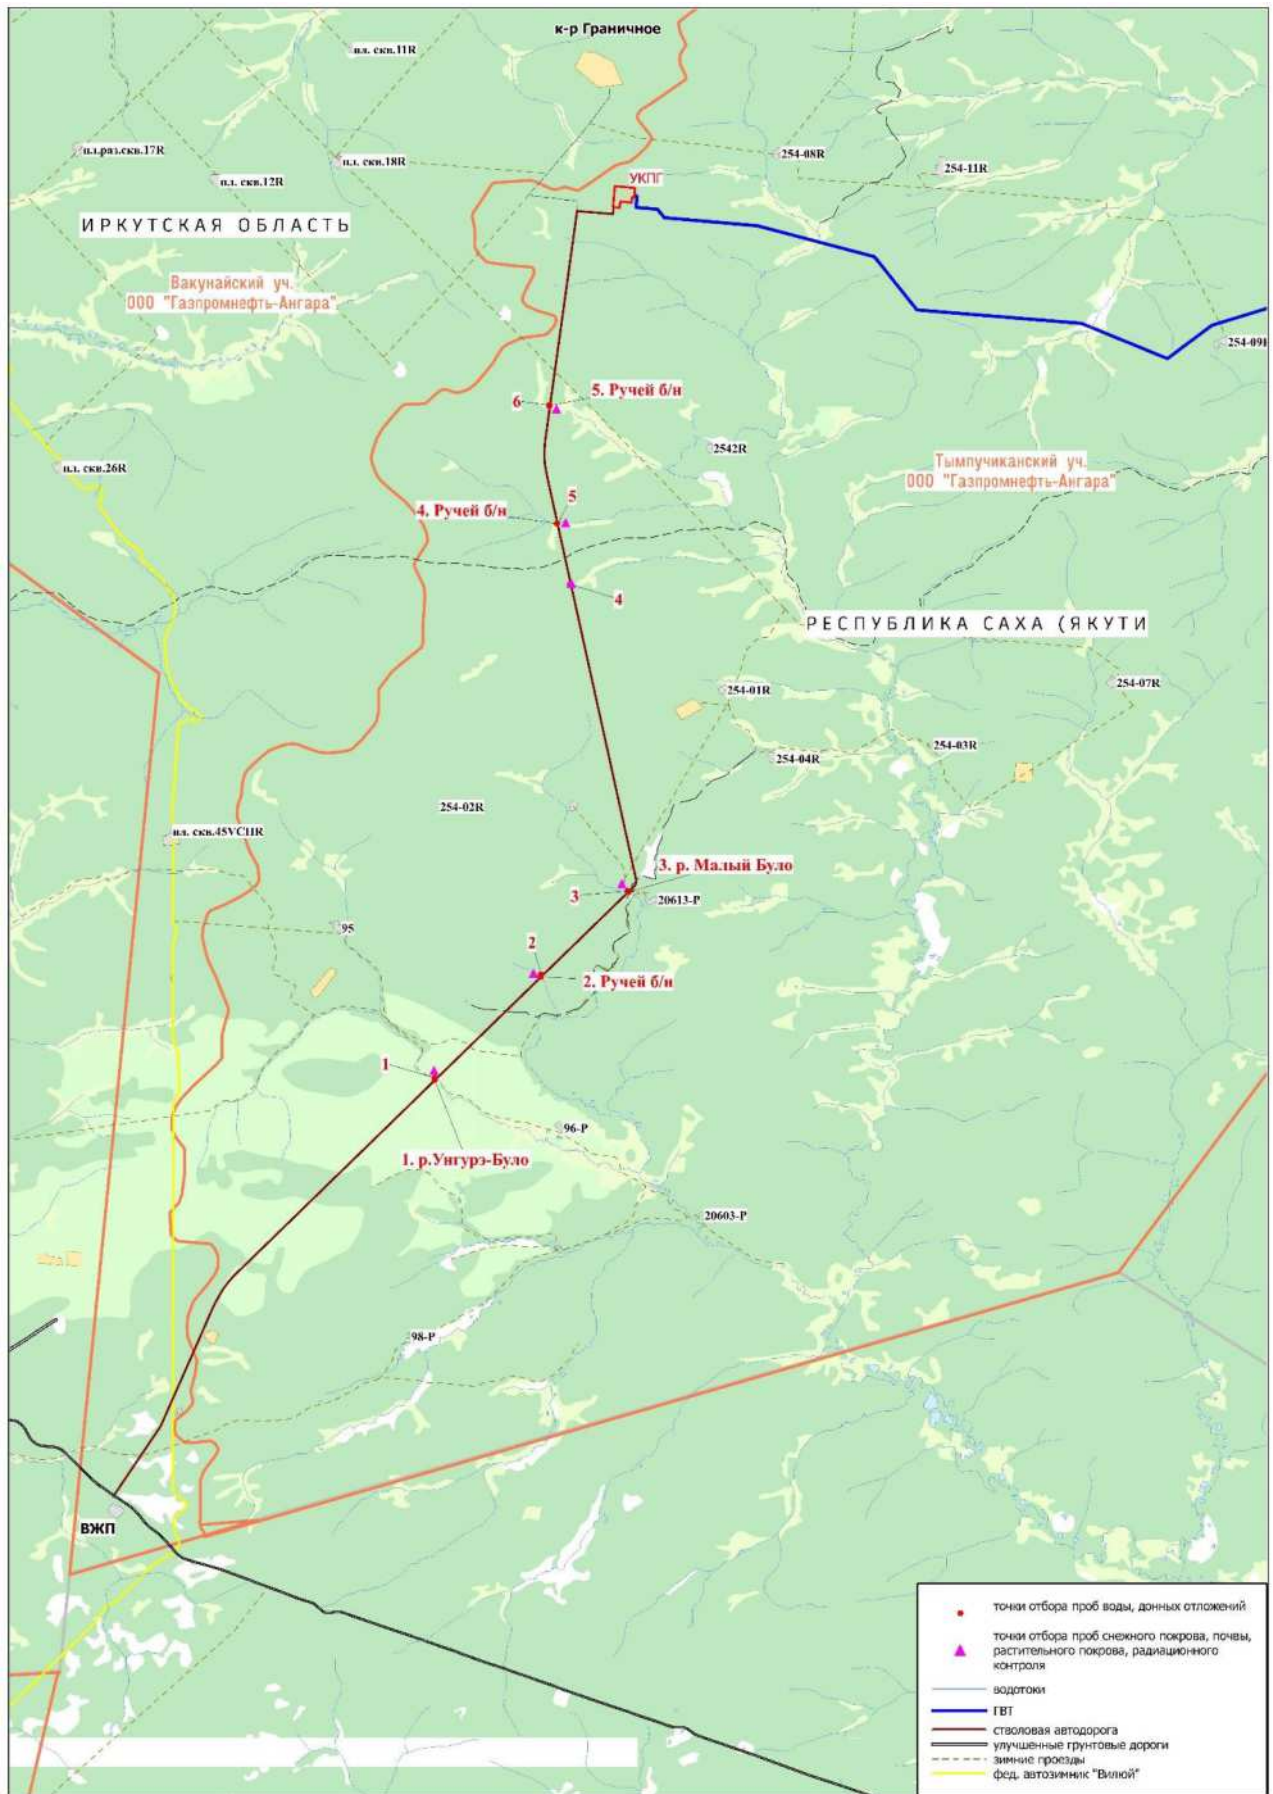 к-р Граничное
пл. скв.11R
пл.раз.скв.17R
пл. скв.18R
пл. скв.12R
254-08R
254-11R
УКПГ
ИРКУТСКАЯ ОБЛАСТЬ
Вакунайский уч.
ООО "Газпромнефть-Ангара"
254-09R
6
5. Ручей б/н
2542R
пл. скв.26R
Тымпучиканский уч.
ООО "Газпромнефть-Ангара"
5
4. Ручей б/н
4
РЕСПУБЛИКА САХА (ЯКУТИ
254-01R
254-07R
254-03R
254-04R
254-02R
пл. скв.45VCHR
3. р. Малый Було
3
20613-Р
95
2
2. Ручей б/н
1
96-Р
1. р.Унгурэ-Було
20603-Р
98-Р
ВЖП
точки отбора проб воды, донных отложений
точки отбора проб снежного покрова, почвы,
растительного покрова, радиационного
контроля
водотоки
ГВТ
стволовая автодорога
улучшенные грунтовые дороги
зимние проезды
фед. автозимник "Вилюй"